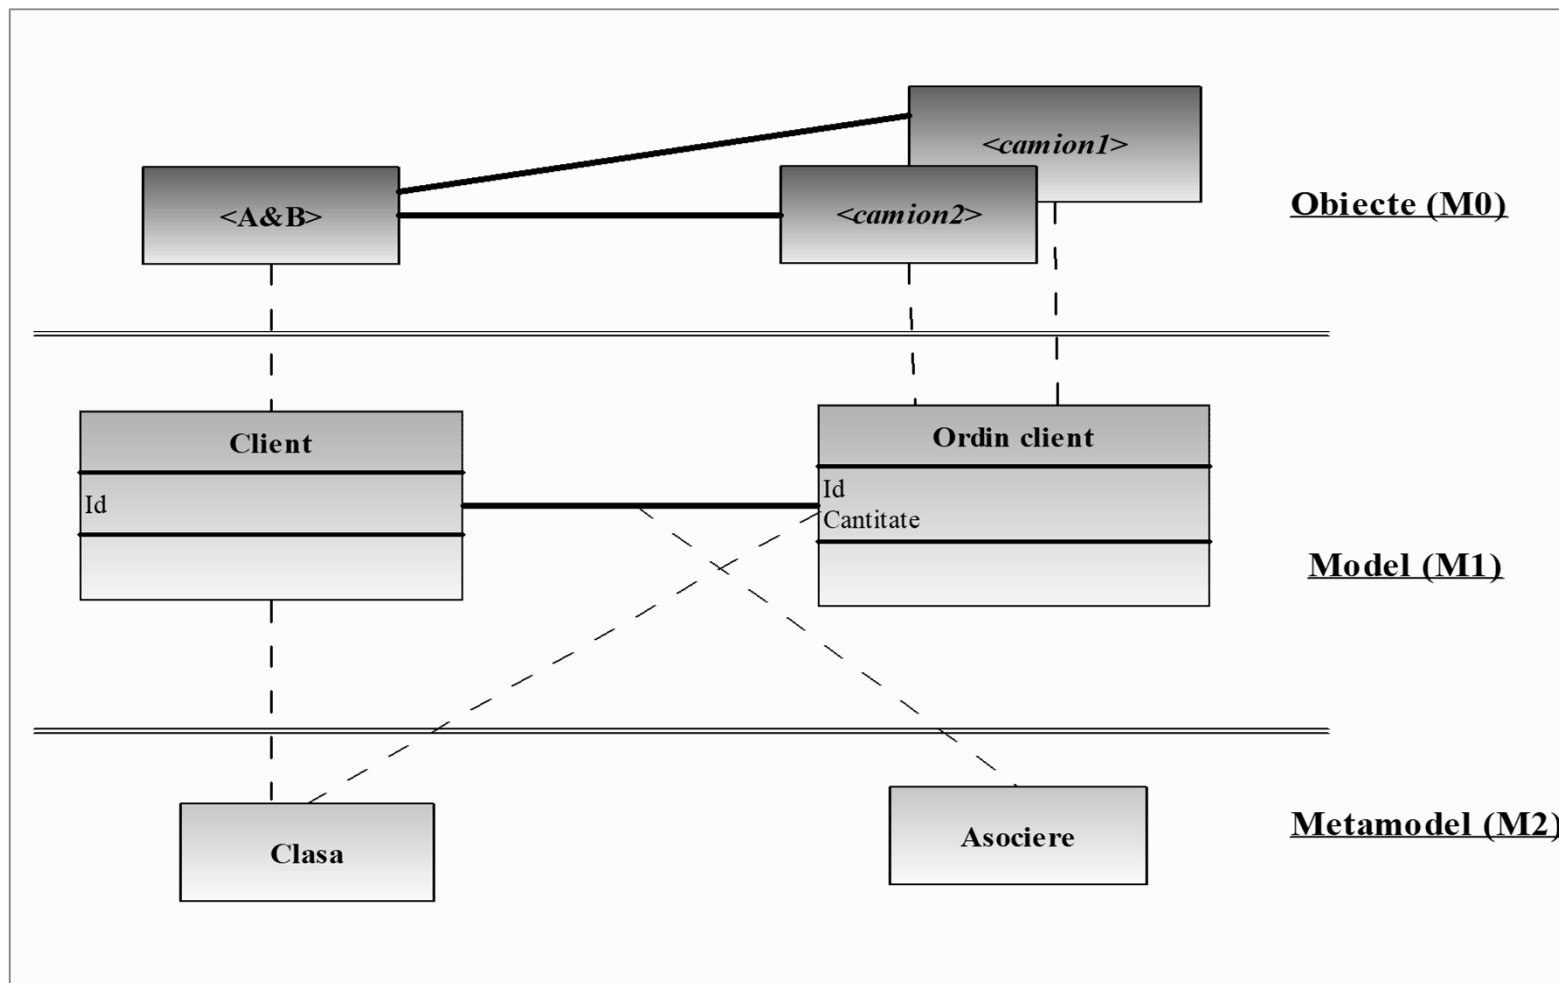 <camion1>
<A&B>
<camion2>
Obiecte (M0)
Client
Ordin client
Id
Id
Cantitate
Model (M1)
Clasa
Asociere
Metamodel (M2)